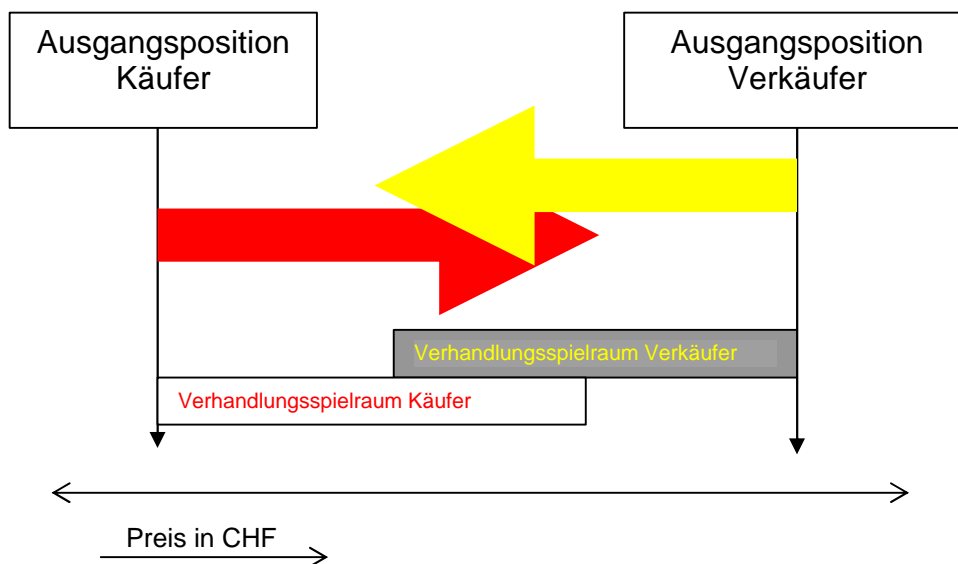 Ausgangsposition
Käufer
Ausgangsposition
Verkäufer
Verhandlungsspielraum Verkäufer
Verhandlungsspielraum Käufer
Preis in CHF